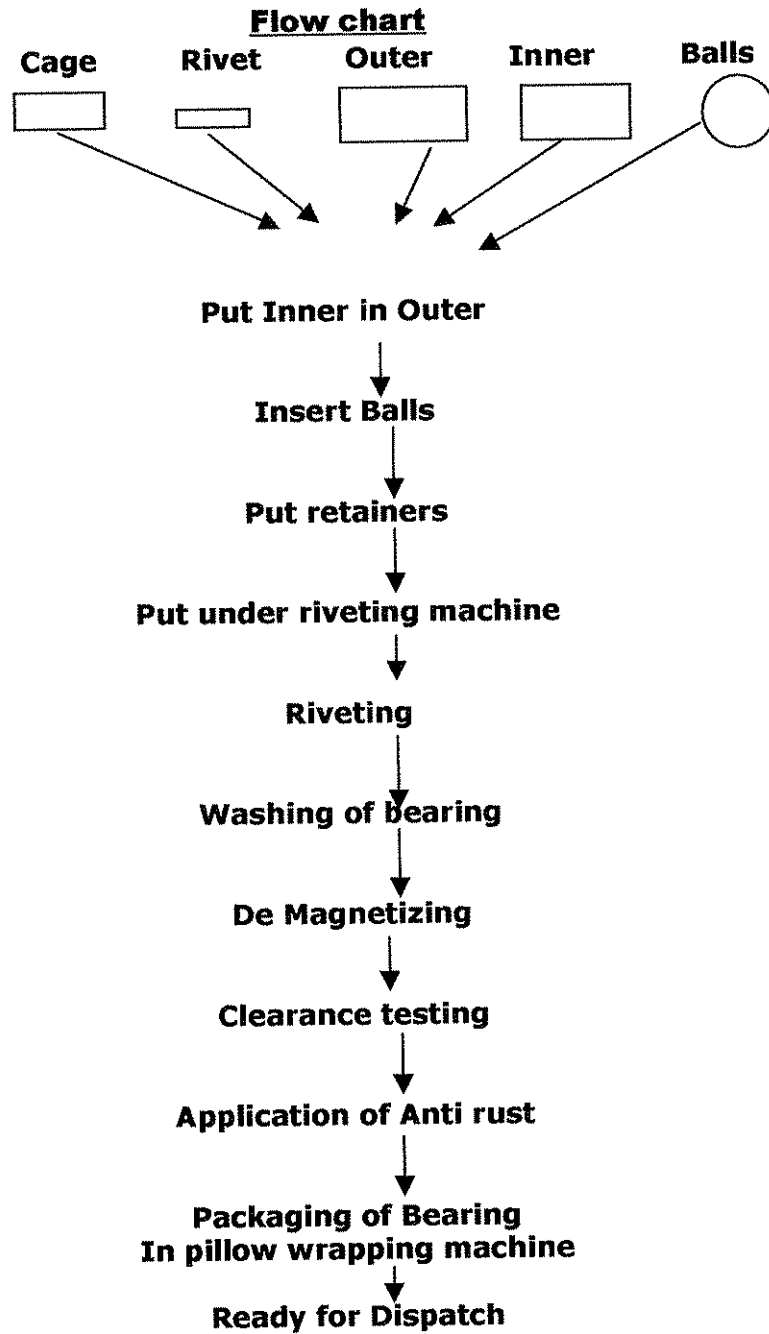 Flow chart
Cage Rivet Outer Inner Balls
Put Inner in Outer
Insert Balls
Put retainers
Put under riveting machine
Riveting
Washing of bearing
De Magnetizing
Clearance testing
Application of Anti rust
Packaging of Bearing
In pillow wrapping machine
Ready for Dispatch